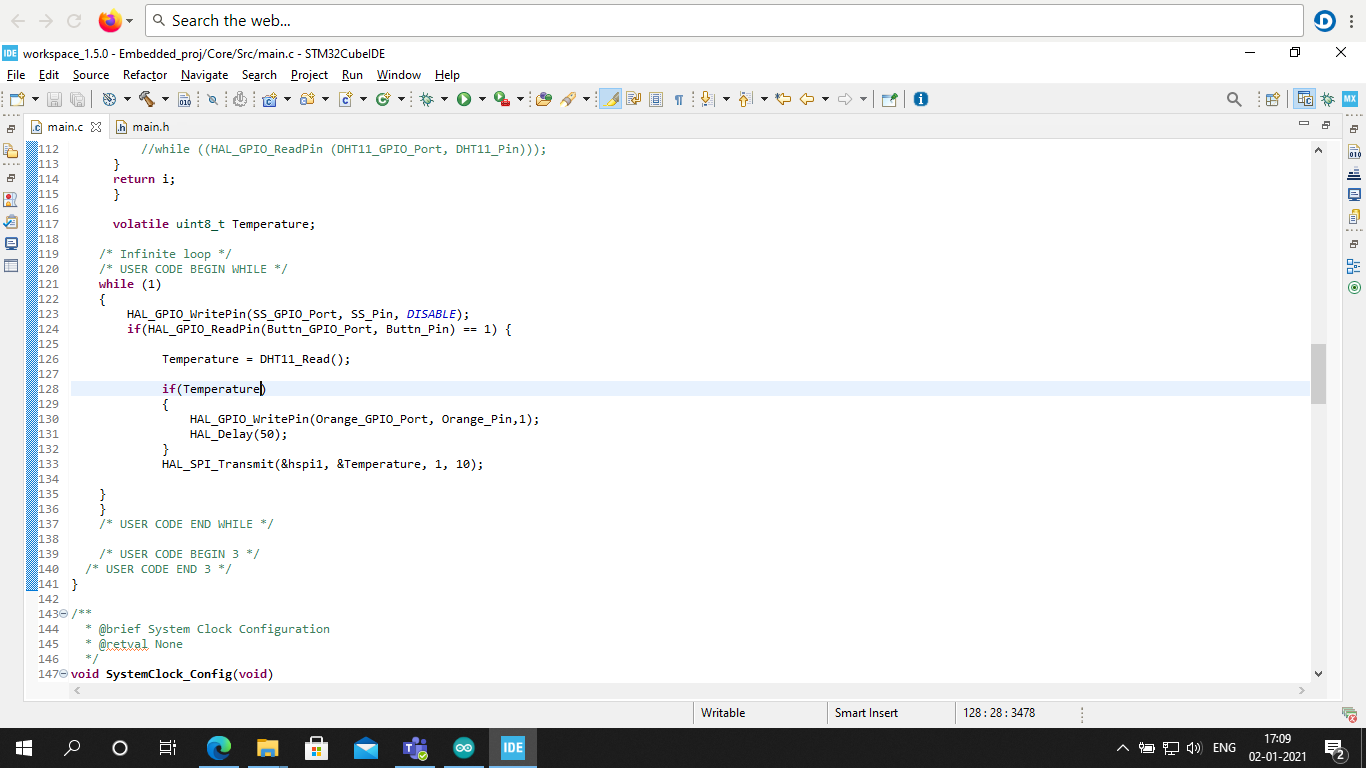 Search the web...
IDE workspace_1.5.0 - Embedded_proj/Core/Src/main.c - STM32CubeIDE
File Edit Source Refactor Navigate Search Project Run Window Help
010 MX
main.c main.h
112 //while ((HAL_GPIO_ReadPin (DHT11_GPIO_Port, DHT11_Pin)));
113 }
114 return i;
115 }
116
117 volatile uint8_t Temperature;
118
119 /* Infinite loop */
120 /* USER CODE BEGIN WHILE */
121 while (1)
122 {
123 HAL_GPIO_WritePin(SS_GPIO_Port, SS_Pin, DISABLE);
124 if(HAL_GPIO_ReadPin(Buttn_GPIO_Port, Buttn_Pin) == 1) {
125
126 Temperature = DHT11_Read();
127
128 if(Temperature)
129 {
130 HAL_GPIO_WritePin(Orange_GPIO_Port, Orange_Pin,1);
131 HAL_Delay(50);
132 }
133 HAL_SPI_Transmit(&hspi1, &Temperature, 1, 10);
134
135 }
136 }
137 /* USER CODE END WHILE */
138
139 /* USER CODE BEGIN 3 */
140 /* USER CODE END 3 */
141 }
142
143 /**
144 * @brief System Clock Configuration
145 * @retval None
146 */
147 void SystemClock_Config(void)
010
Writable Smart Insert 128 : 28 : 3478
IDE ENG 17:09
02-01-2021 2